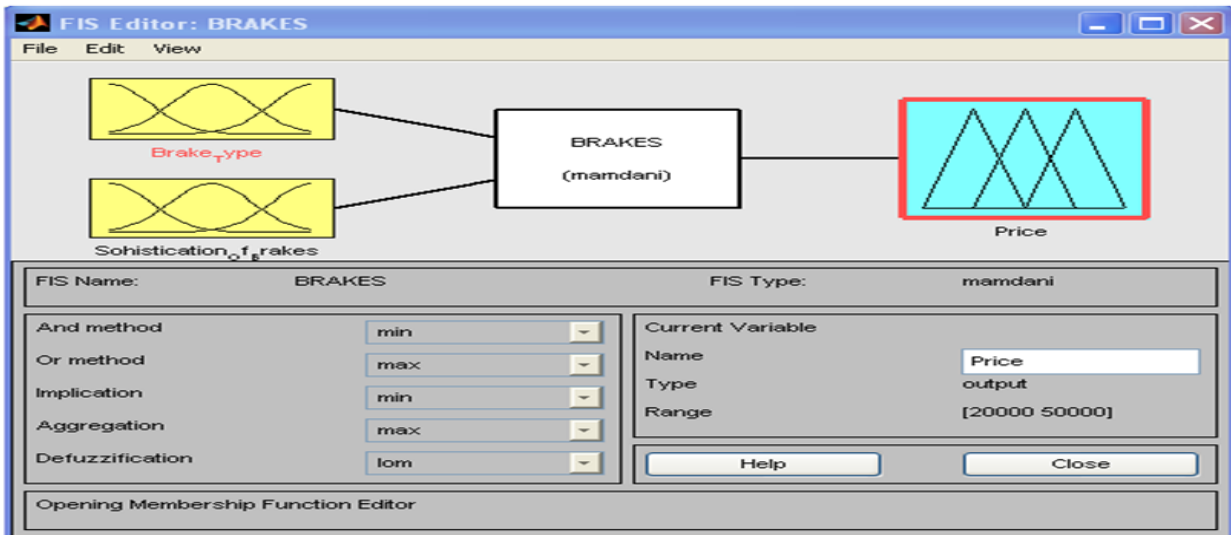 FIS Editor: BRAKES
File Edit View
Brake_Type
BRAKES
(mamdani)
Sohistication_Of_Brakes
Price
FIS Name: BRAKES FIS Type: mamdani
And method min
Or method max
Implication min
Aggregation max
Defuzzification lom
Current Variable
Name Price
Type output
Range [20000 50000]
Help Close
Opening Membership Function Editor